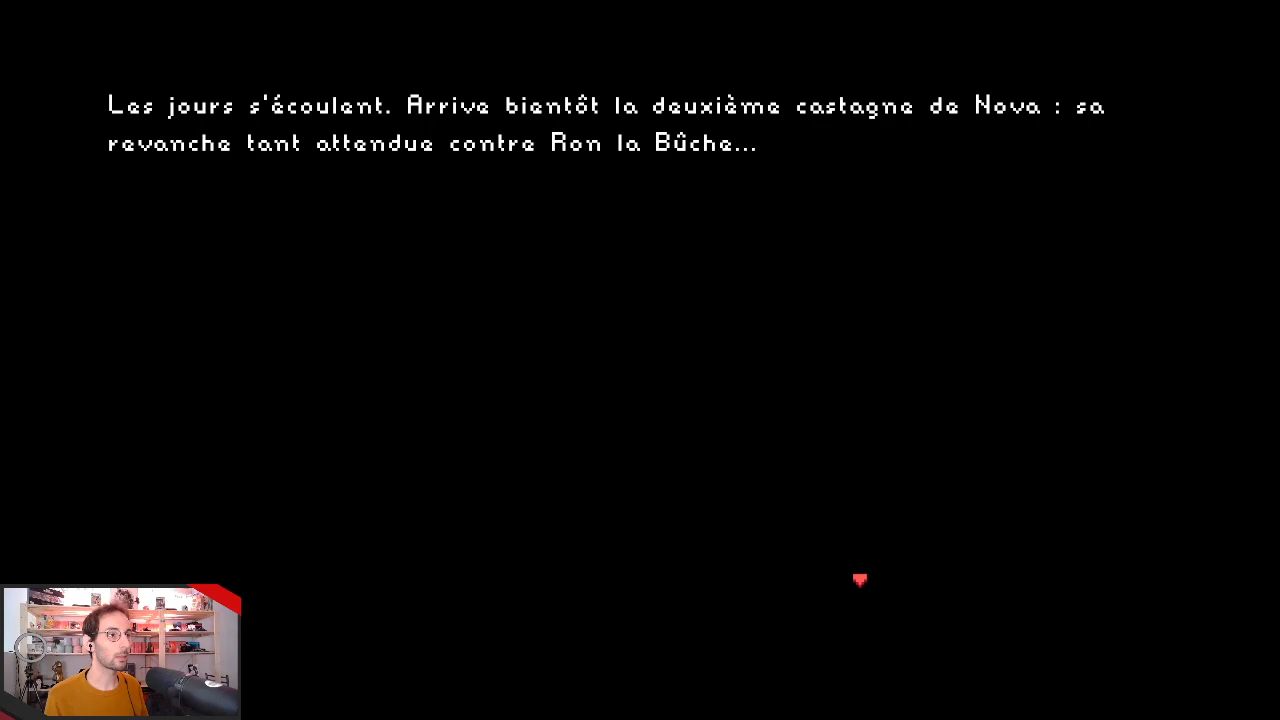 Les jours s'écoulent. Arrive bientôt la deuxième castagne de Nova : sa
revanche tant attendue contre Ron la Bûche...